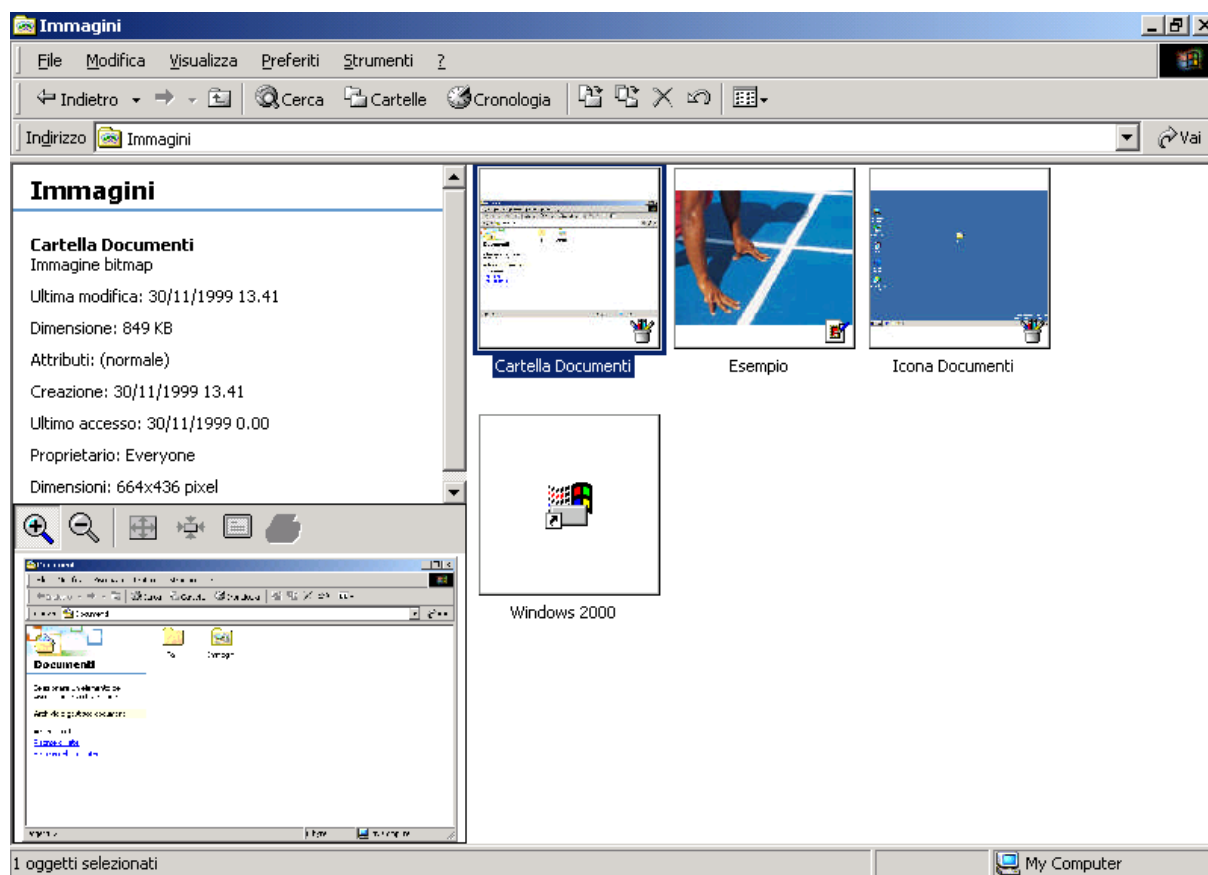 Immagini
File Modifica Visualizza Preferiti Strumenti ?
Indietro Cerca Cartelle Cronologia
Indirizzo Immagini Vai
Immagini
Cartella Documenti
Immagine bitmap
Ultima modifica: 30/11/1999 13.41
Dimensione: 849 KB
Attributi: (normale)
Creazione: 30/11/1999 13.41
Ultimo accesso: 30/11/1999 0.00
Proprietario: Everyone
Dimensioni: 664x436 pixel
Cartella Documenti Esempio Icona Documenti
Windows 2000
Documenti
1 oggetti selezionati My Computer